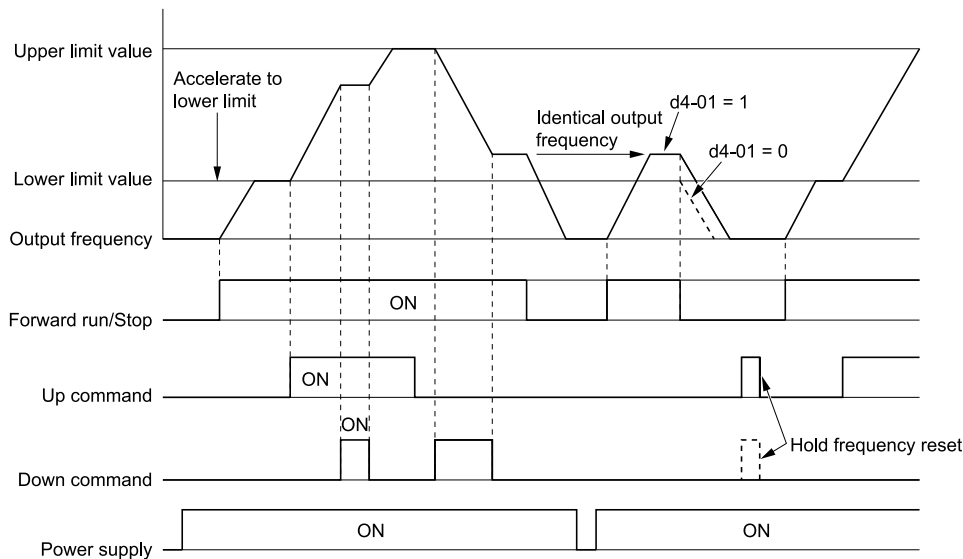 Upper limit value
Accelerate to
lower limit
d4-01 = 1
Identical output
frequency
d4-01 = 0
Lower limit value
Output frequency
ON
Forward run/Stop
ON
Up command
ON
Hold frequency reset
Down command
ON
ON
Power supply